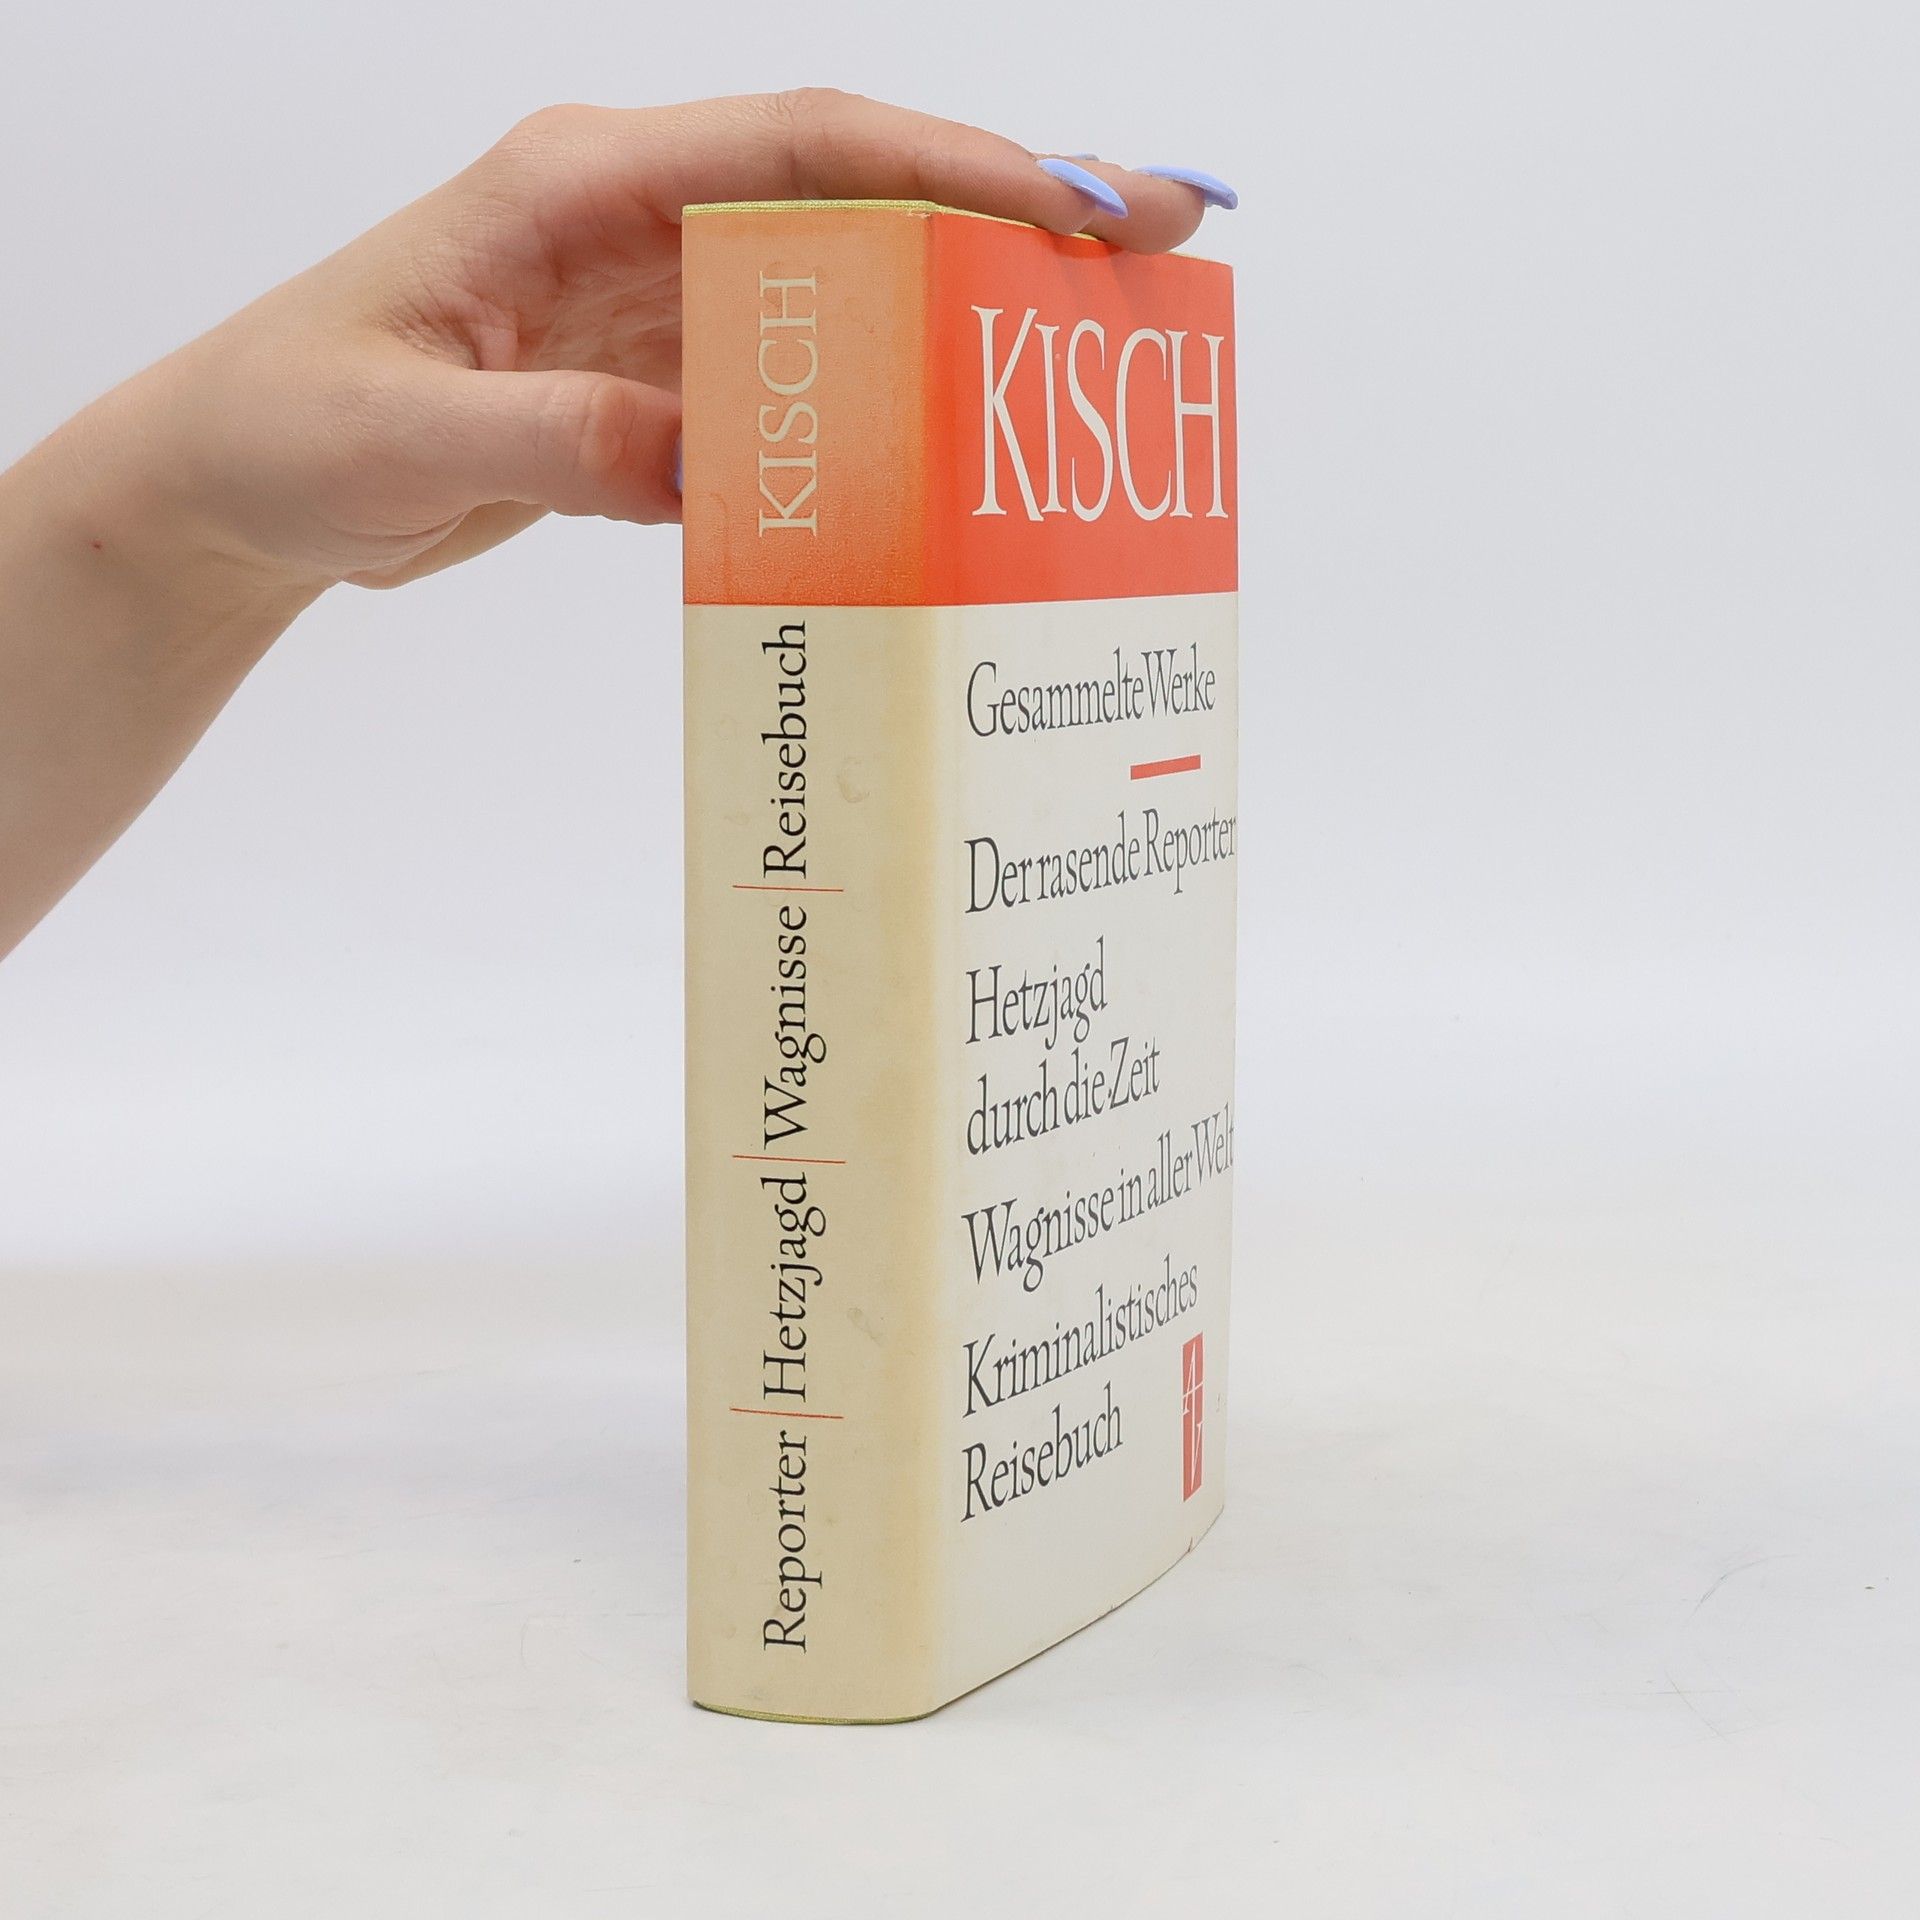 KISCH
Reporter | Hetzjagd | Wagnisse | Reisebuch
KISCH
Gesammelte Werke
Der rasende Reporter
Hetzjagd
durch die Zeit
Wagnisse in aller Welt
Kriminalistisches
Reisebuch
AV